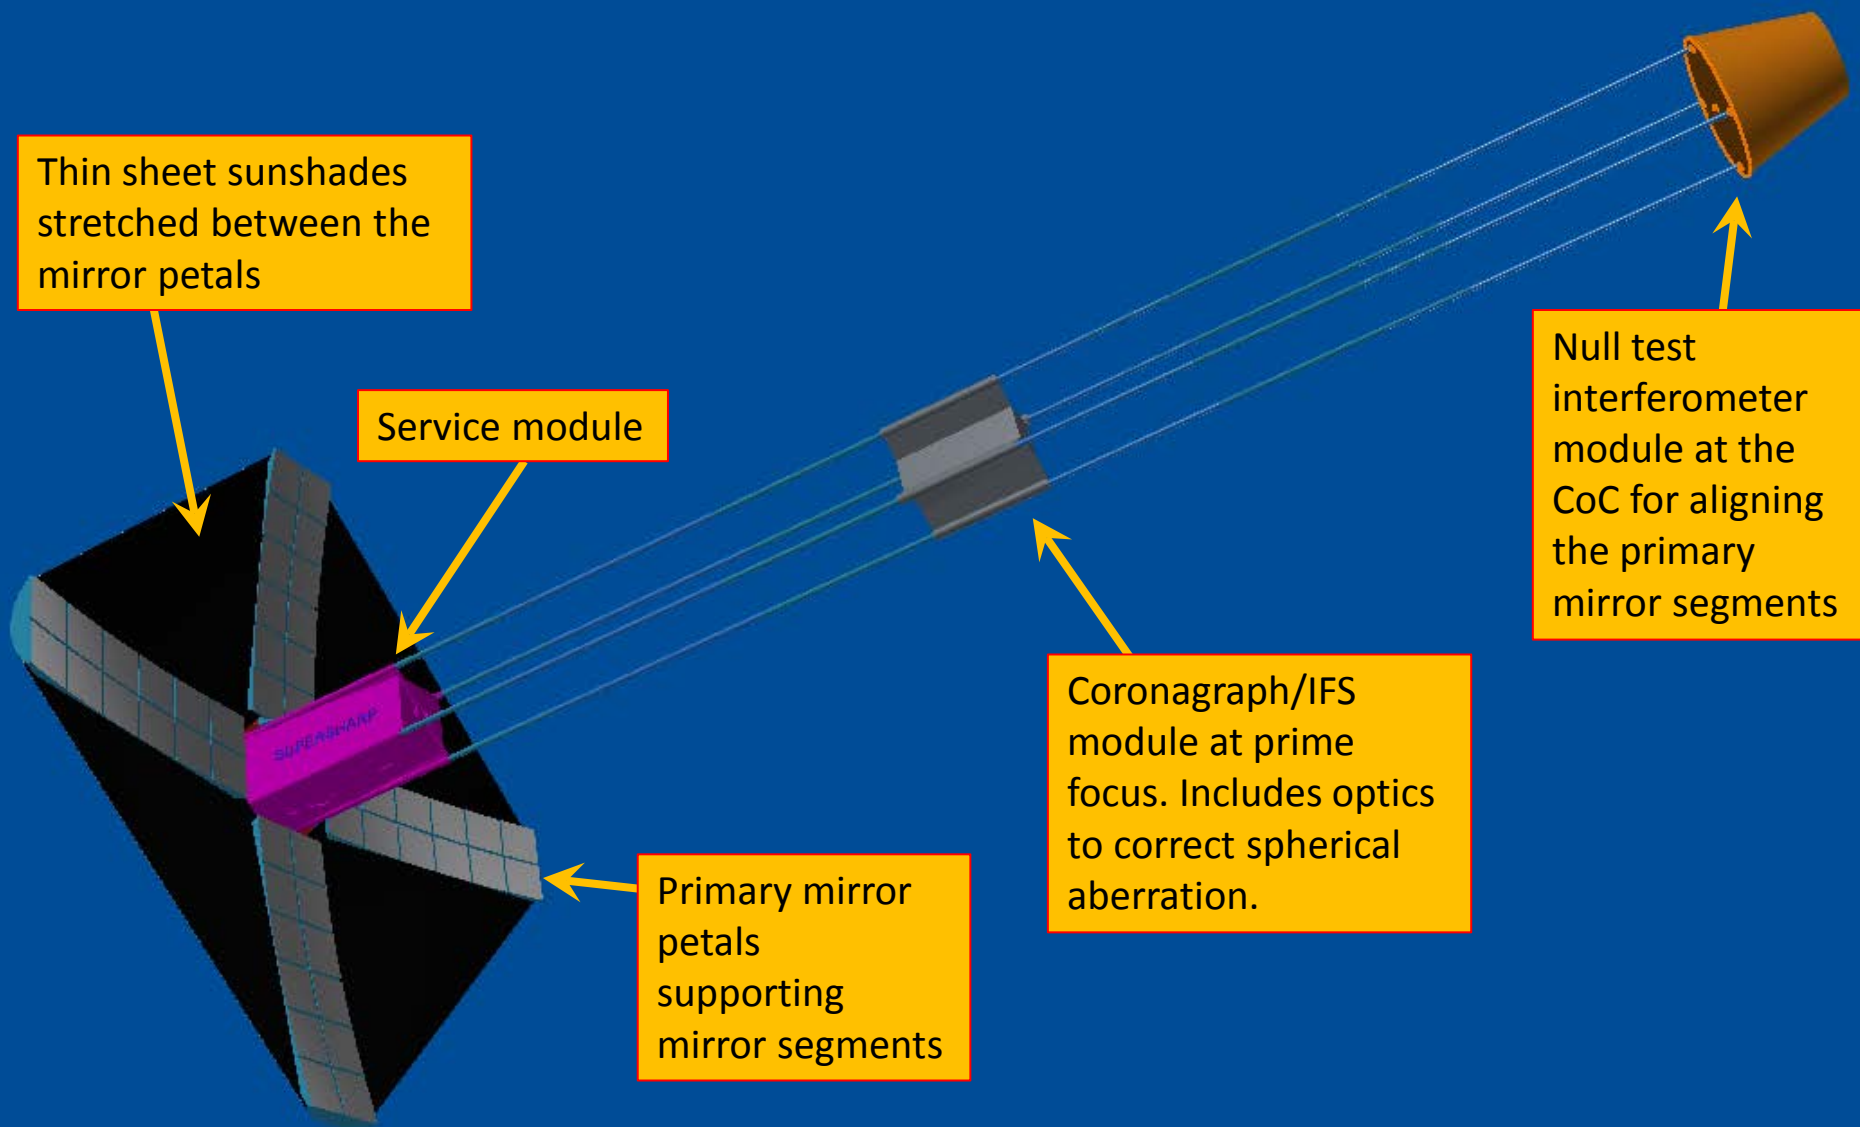 Thin sheet sunshades
stretched between the
mirror petals
Service module
SUPERSHARP
Null test
interferometer
module at the
CoC for aligning
the primary
mirror segments
Coronagraph/IFS
module at prime
focus. Includes optics
to correct spherical
aberration.
Primary mirror
petals
supporting
mirror segments